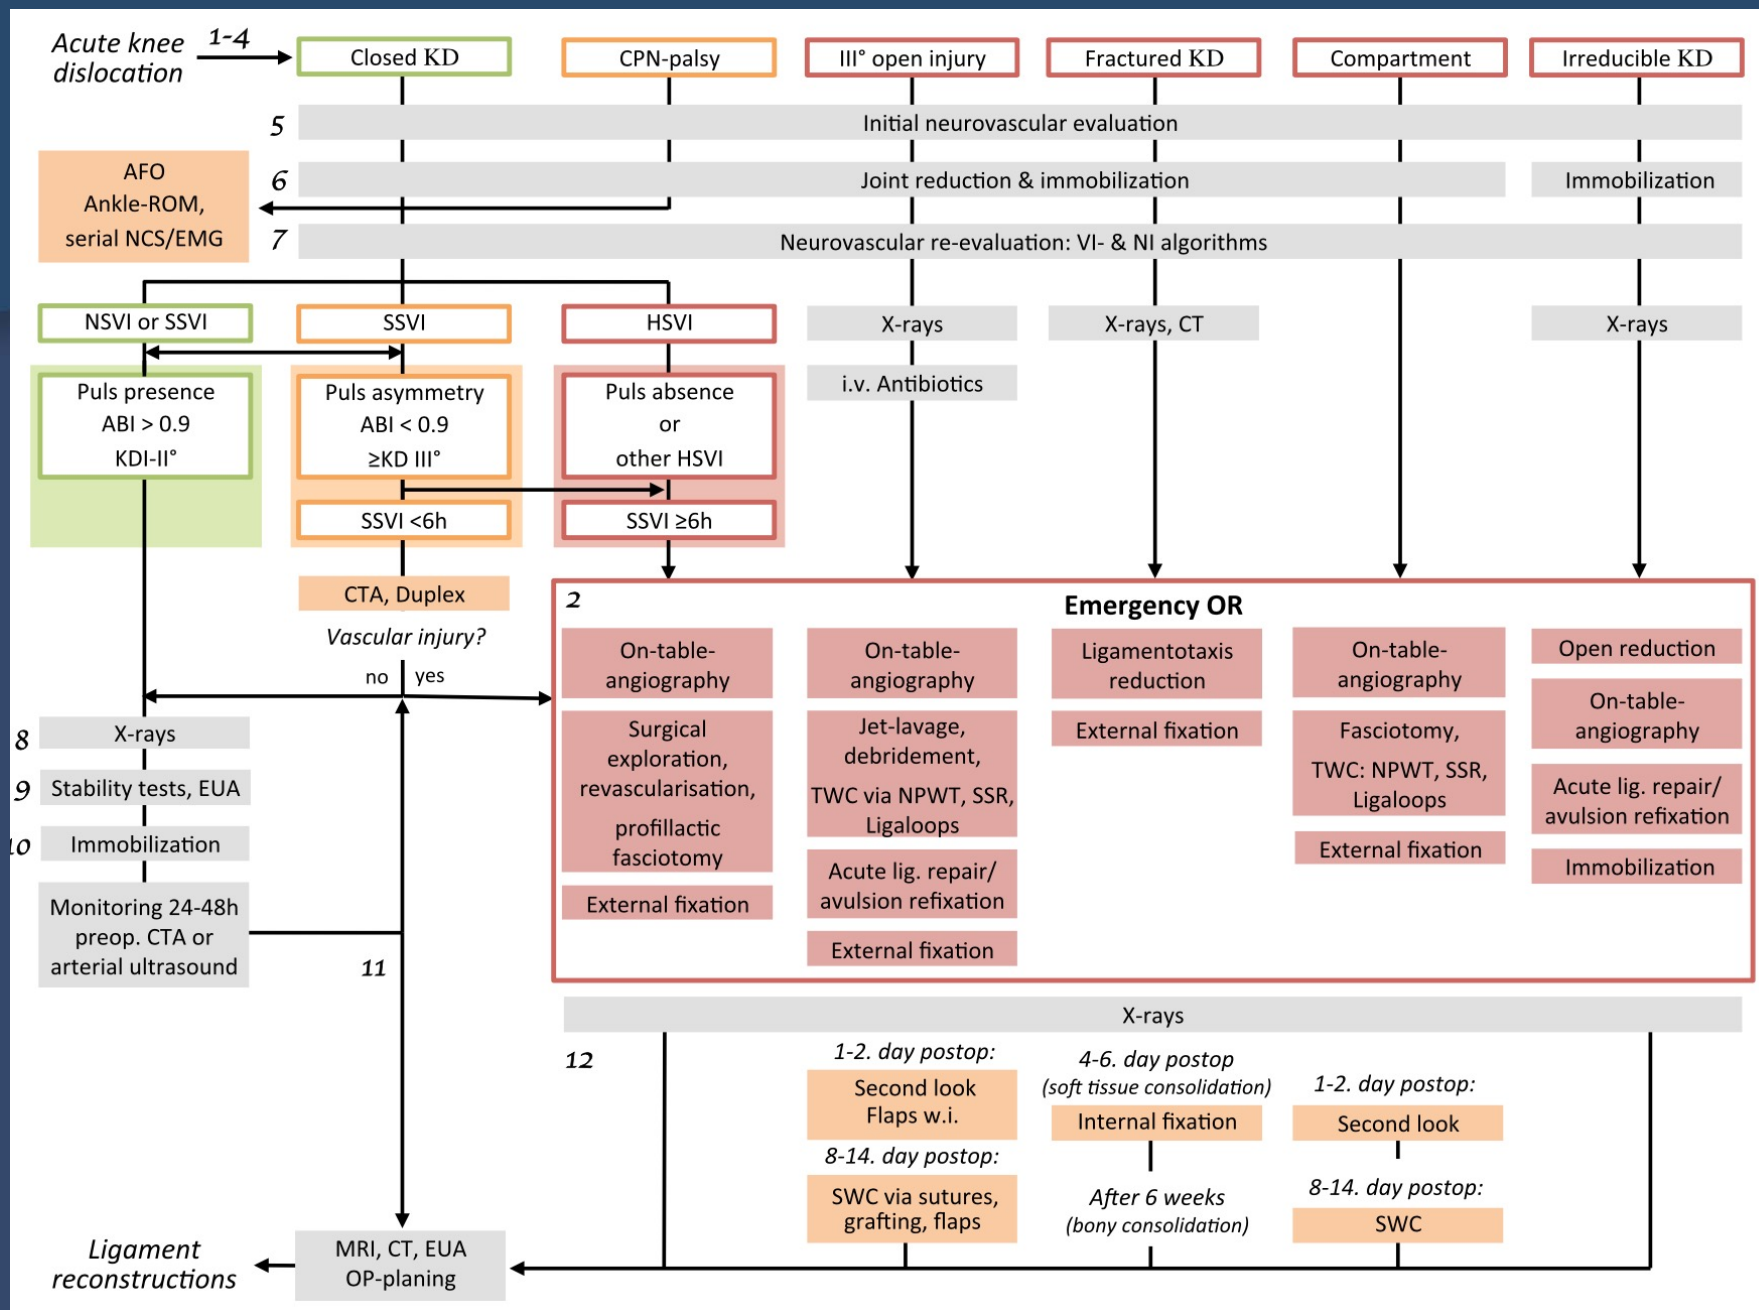 Acute knee
dislocation
1-4
Closed KD
CPN-palsy
III° open injury
Fractured KD
Compartment
Irreducible KD
5
Initial neurovascular evaluation
AFO
Ankle-ROM,
serial NCS/EMG
6
Joint reduction & immobilization
Immobilization
7
Neurovascular re-evaluation: VI- & NI algorithms
NSVI or SSVI
SSVI
HSVI
X-rays
X-rays, CT
X-rays
i.v. Antibiotics
Puls presence
ABI > 0.9
KDI-II°
Puls asymmetry
ABI < 0.9
≥KD III°
Puls absence
or
other HSVI
SSVI <6h
SSVI ≥6h
CTA, Duplex
Vascular injury?
no
yes
2
Emergency OR
On-table-
angiography
Surgical
exploration,
revascularisation,
profillactic
fasciotomy
External fixation
On-table-
angiography
Jet-lavage,
debridement,
TWC via NPWT, SSR,
Ligaloops
Acute lig. repair/
avulsion refixation
External fixation
Ligamentotaxis
reduction
External fixation
On-table-
angiography
Fasciotomy,
TWC: NPWT, SSR,
Ligaloops
External fixation
Open reduction
On-table-
angiography
Acute lig. repair/
avulsion refixation
Immobilization
8
X-rays
9
Stability tests, EUA
10
Immobilization
Monitoring 24-48h
preop. CTA or
arterial ultrasound
11
X-rays
12
1-2. day postop:
Second look
Flaps w.i.
8-14. day postop:
SWC via sutures,
grafting, flaps
4-6. day postop
(soft tissue consolidation)
Internal fixation
After 6 weeks
(bony consolidation)
1-2. day postop:
Second look
8-14. day postop:
SWC
MRI, CT, EUA
OP-planing
Ligament
reconstructions